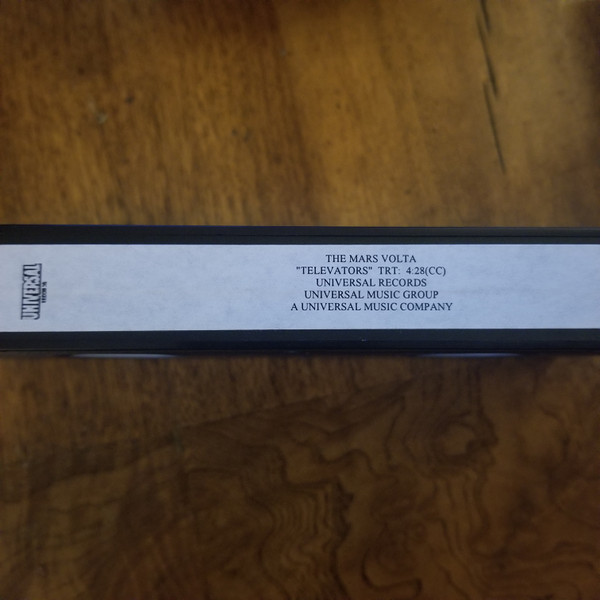 UNIVERSAL
THE MARS VOLTA
"TELEVATORS" TRT: 4:28(CC)
UNIVERSAL RECORDS
UNIVERSAL MUSIC GROUP
A UNIVERSAL MUSIC COMPANY